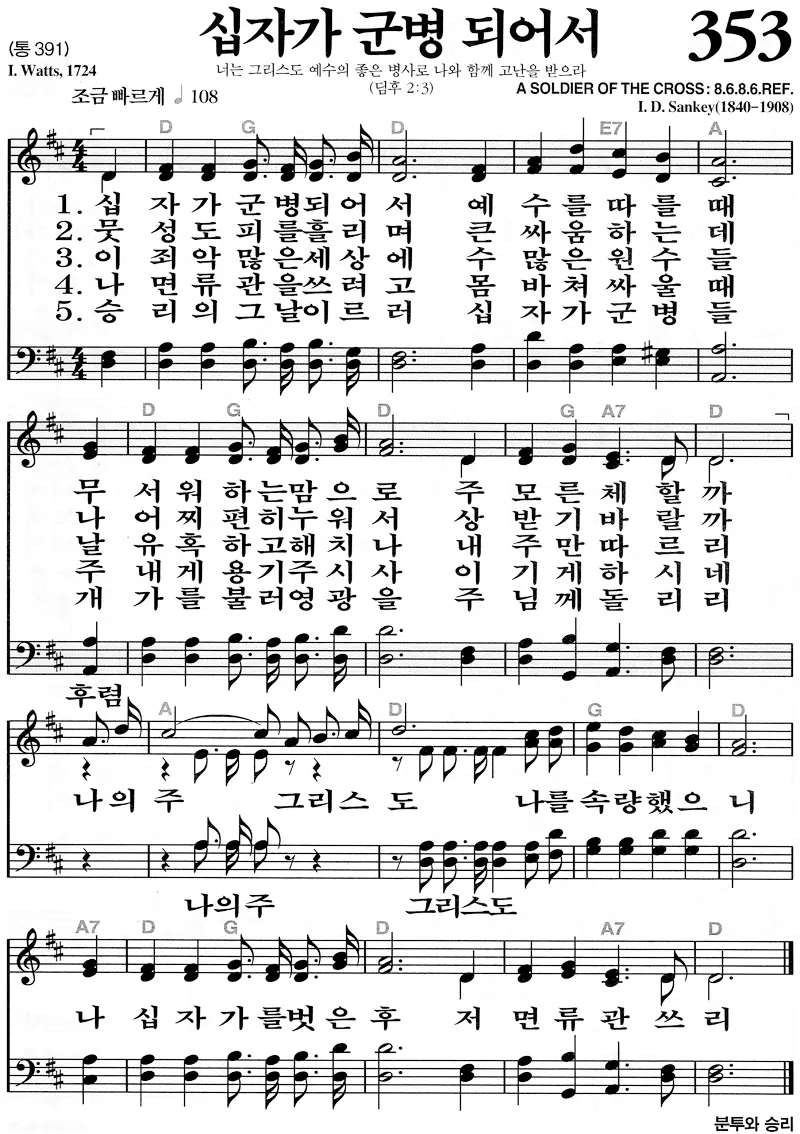 십자가 군병 되어서
353
(통 391)
I. Watts, 1724
너는 그리스도 예수의 좋은 병사로 나와 함께 고난을 받으라
(딤후 2:3)
A SOLDIER OF THE CROSS: 8.6.8.6.REF.
I. D. Sankey(1840-1908)
조금 빠르게 ♩ 108
D G D E7 A
4 4
1. 십 자 가 군 병 되 어 서 예 수 를 따 를 때
2. 뭇 성 도 피 를 흘 리 며 큰 싸 움 하 는 데
3. 이 죄 악 많 은 세 상 에 수 많 은 원 수 들
4. 나 면 류 관 을 쓰 려 고 몸 바 쳐 싸 울 때
5. 승 리 의 그 날 이 르 러 십 자 가 군 병 들
4 4
D G D G A7 D
무 서 워 하 는 맘 으 로 주 모 른 체 할 까
나 어 찌 편 히 누 워 서 상 받 기 바 랄 까
날 유 혹 하 고 해 치 나 내 주 만 따 르 리
주 내 게 용 기 주 시 사 이 기 게 하 시 네
개 가 를 불 러 영 광 을 주 님 께 돌 리 리
후렴
A D G D
나 의 주 그 리 스 도 나 를 속 량 했 으 니
나의주 그리스도
A7 D G D A7 D
나 십 자 가 를 벗 은 후 저 면 류 관 쓰 리
분투와 승리